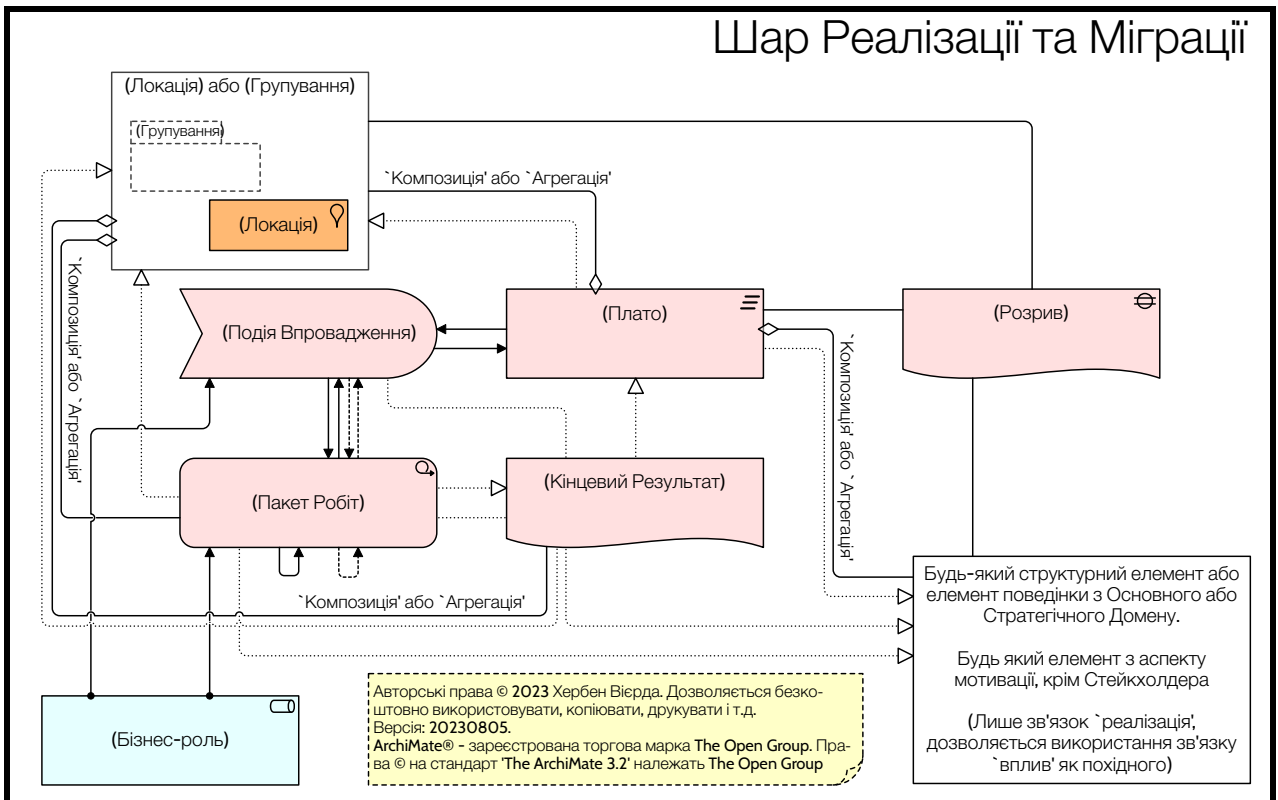 Шар Реалізації та Міграції
(Локація) або (Групування)
(Групування)
(Локація)
`Композиція' або `Агрегація'
`Композиція' або `Агрегація'
(Подія Впровадження)
(Плато)
(Розрив)
`Композиція' або `Агрегація'
(Пакет Робіт)
(Кінцевий Результат)
`Композиція' або `Агрегація'
Будь-який структурний елемент або
елемент поведінки з Основного або
Стратегічного Домену.
Будь який елемент з аспекту
мотивації, крім Стейкхолдера
(Лише зв'язок `реалізація',
дозволяється використання зв'язку
`вплив' як похідного)
(Бізнес-роль)
Авторські права © 2023 Хербен Вієрда. Дозволяється безко-
штовно використовувати, копіювати, друкувати і т.д.
Версія: 20230805.
ArchiMate® - зареєстрована торгова марка The Open Group. Пра-
ва © на стандарт 'The ArchiMate 3.2' належать The Open Group